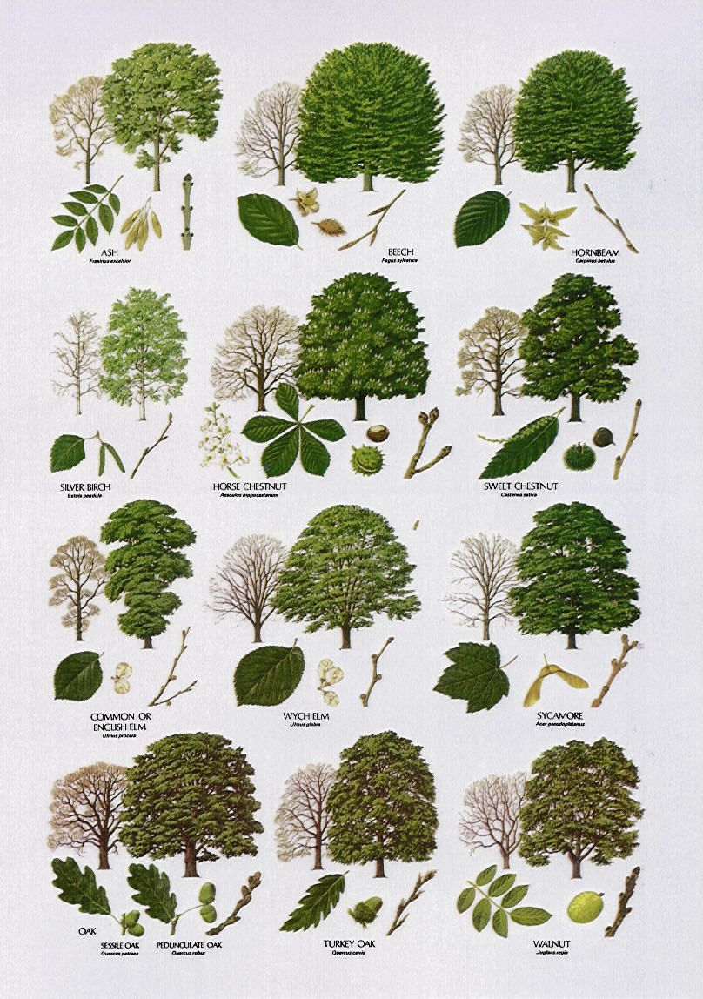 ASH
Fraxinus excelsior
BEECH
Fagus sylvatica
HORNBEAM
Carpinus betulus
SILVER BIRCH
Betula pendula
HORSE CHESTNUT
Aesculus hippocastanum
SWEET CHESTNUT
Castanea sativa
COMMON OR
ENGLISH ELM
Ulmus procera
WYCH ELM
Ulmus glabra
SYCAMORE
Acer pseudoplatanus
OAK
SESSILE OAK
Quercus petraea
PEDUNCULATE OAK
Quercus robur
TURKEY OAK
Quercus cerris
WALNUT
Juglans regia